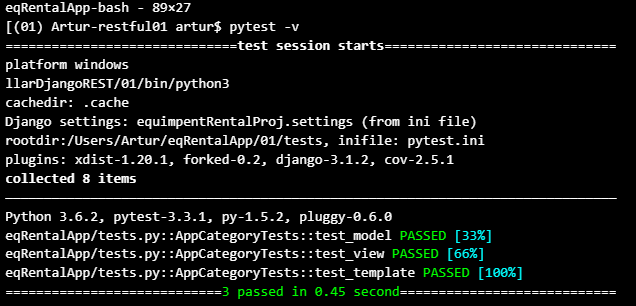 eqRentalApp-bash - 89x27
[(01) Artur-restful01 artur$ pytest -v
=============================test session starts=============================
platform windows
llarDjangoREST/01/bin/python3
cachedir: .cache
Django settings: equimpentRentalProj.settings (from ini file)
rootdir:/Users/Artur/eqRentalApp/01/tests, inifile: pytest.ini
plugins: xdist-1.20.1, forked-0.2, django-3.1.2, cov-2.5.1
collected 8 items
Python 3.6.2, pytest-3.3.1, py-1.5.2, pluggy-0.6.0
eqRentalApp/tests.py::AppCategoryTests::test_model PASSED [33%]
eqRentalApp/tests.py::AppCategoryTests::test_view PASSED [66%]
eqRentalApp/tests.py::AppCategoryTests::test_template PASSED [100%]
===========================3 passed in 0.45 second===========================